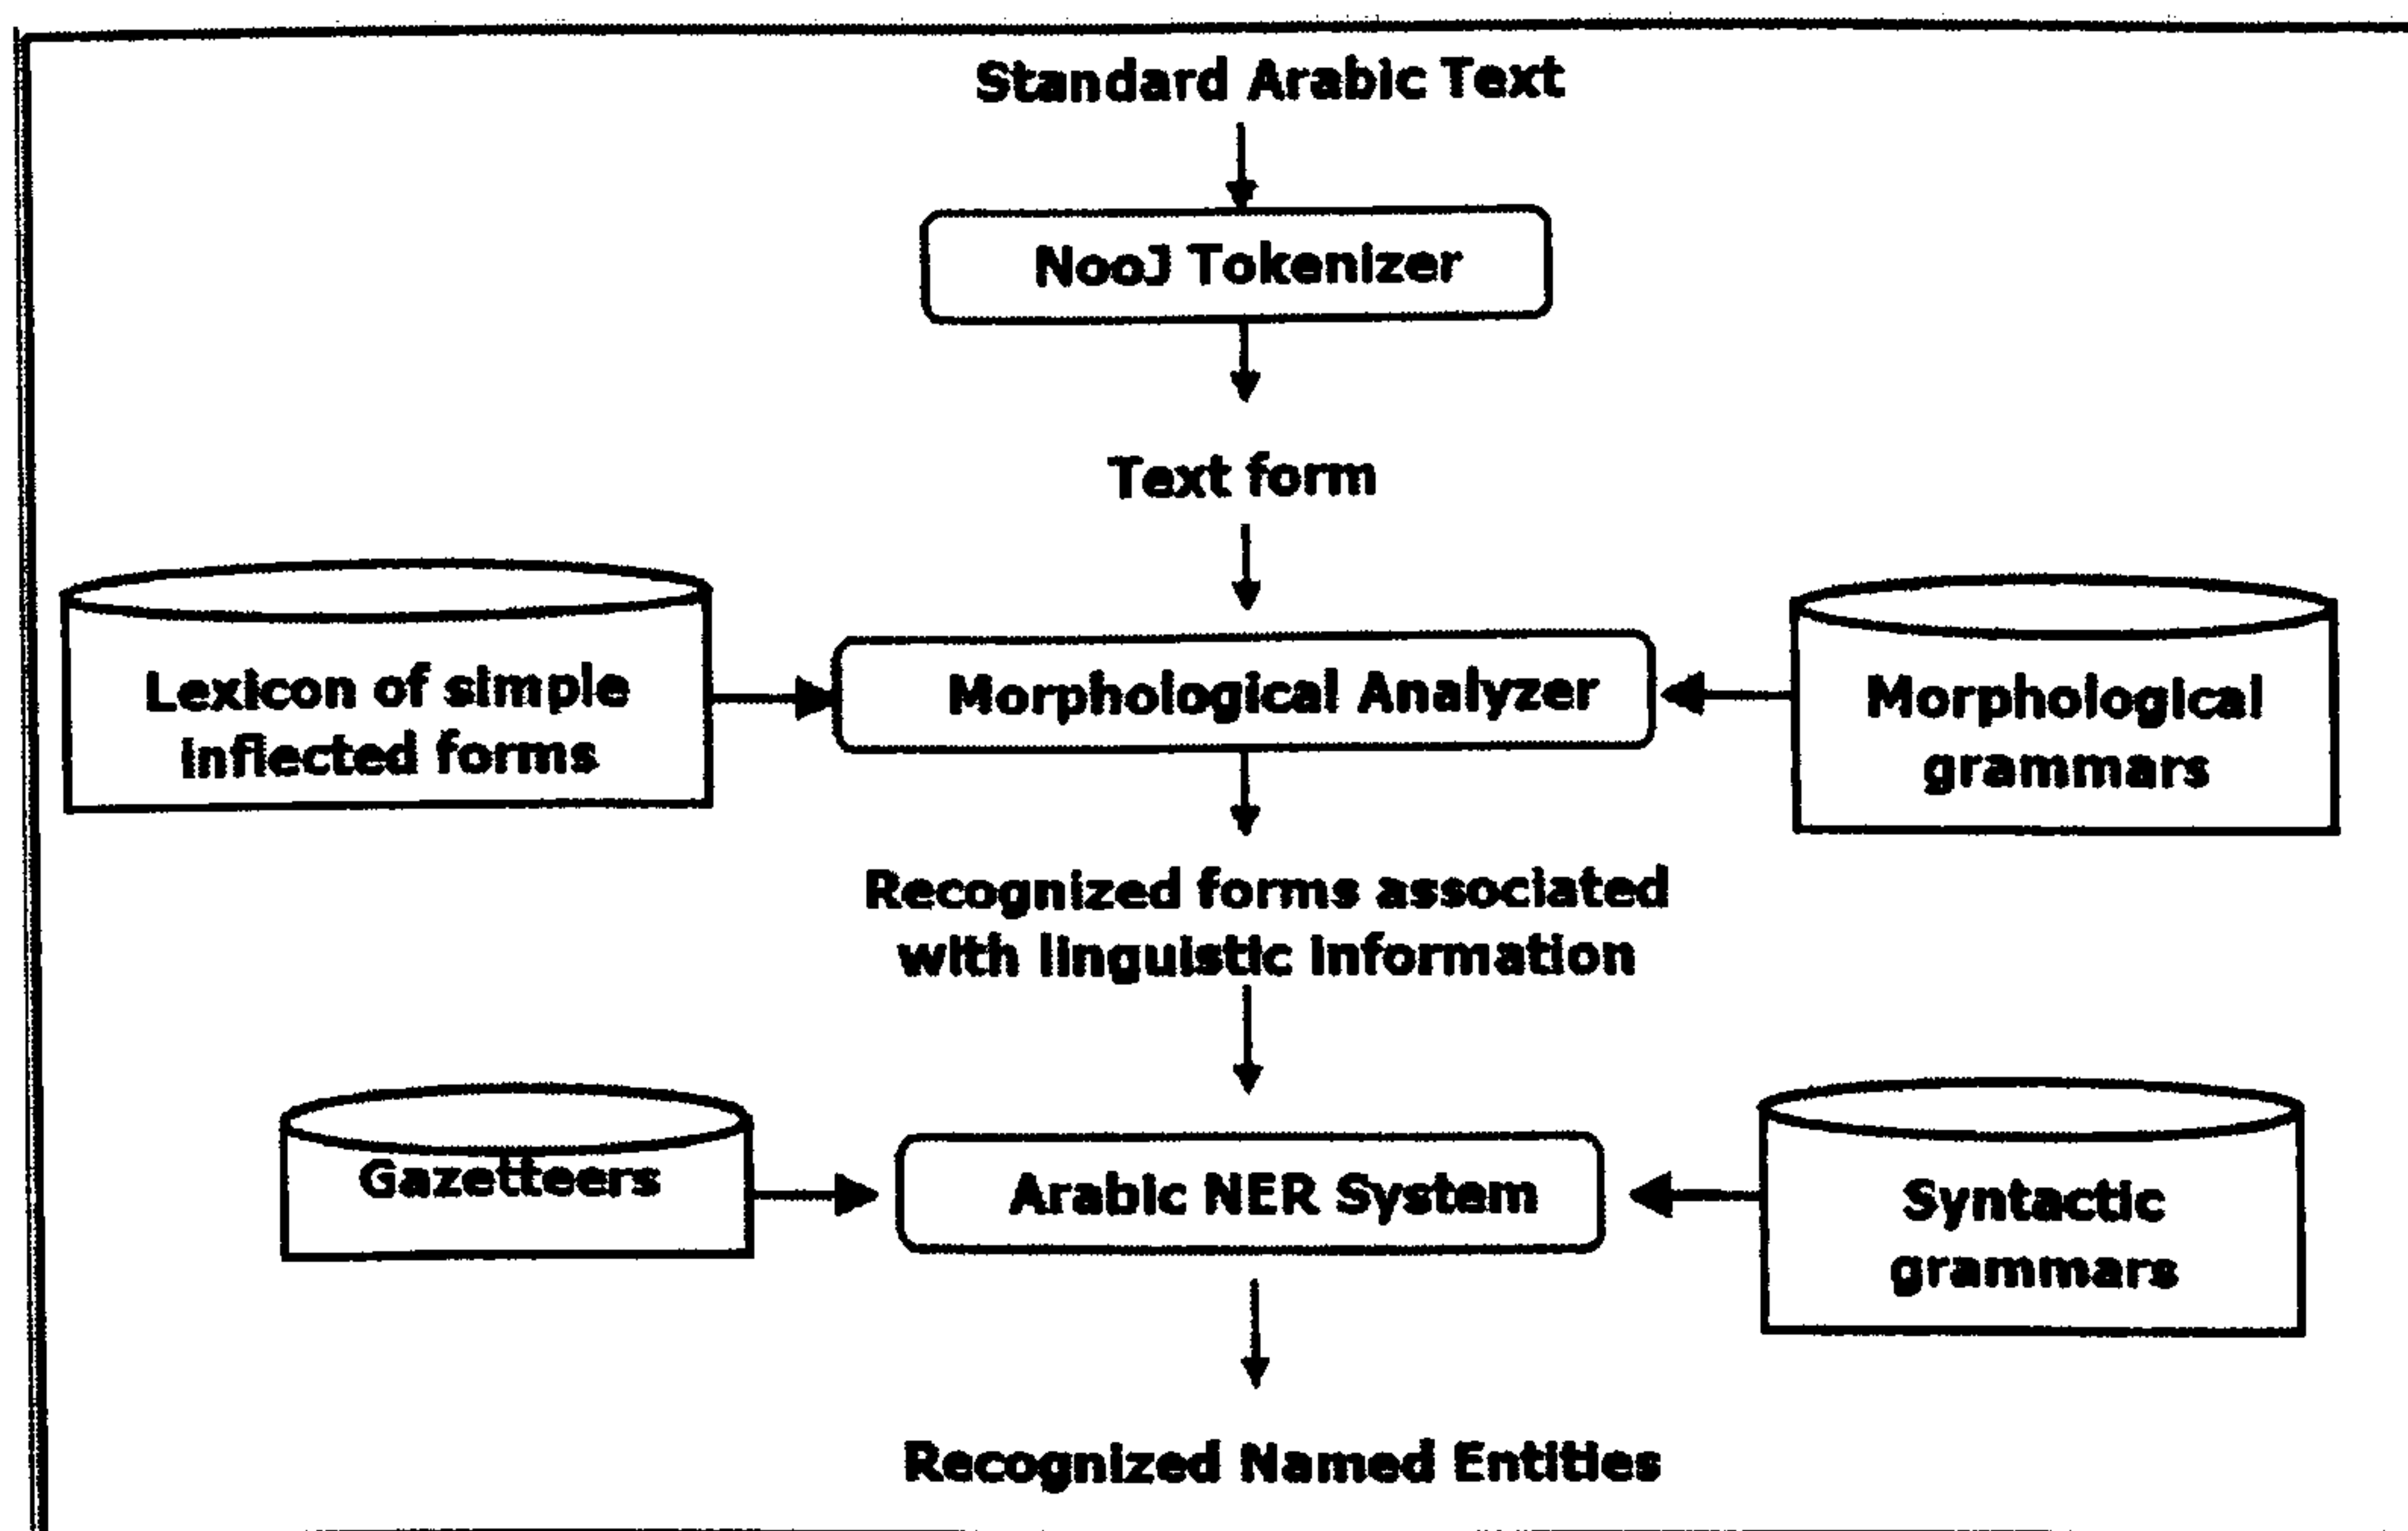 Standard Arabic Text
NooJ Tokenizer
Text form
Lexicon of simple
inflected forms
Morphological Analyzer
Morphological
grammars
Recognized forms associated
with linguistic information
Gazetteers
Arabic NER System
Syntactic
grammars
Recognized Named Entities